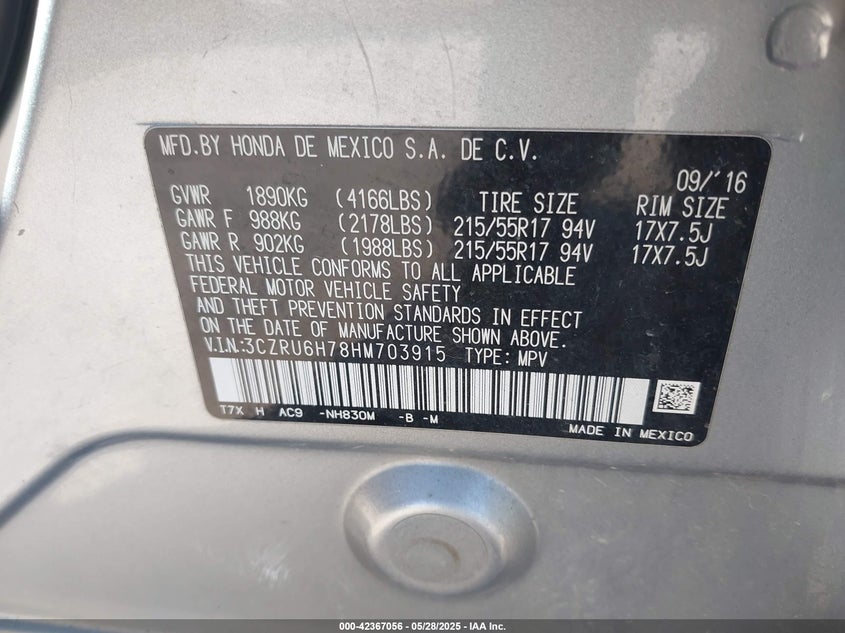 MFD.BY HONDA DE MEXICO S.A. DE C.V.
09/'16
GVWR 1890KG (4166LBS) TIRE SIZE RIM SIZE
GAWR F 988KG (2178LBS) 215/55R17 94V 17X7.5J
GAWR R 902KG (1988LBS) 215/55R17 94V 17X7.5J
THIS VEHICLE CONFORMS TO ALL APPLICABLE
FEDERAL MOTOR VEHICLE SAFETY
AND THEFT PREVENTION STANDARDS IN EFFECT
ON THE DATE OF MANUFACTURE SHOWN ABOVE.
V.I.N.:3CZRU6H78HM703915 TYPE: MPV
T7X H AC9 -NH830M -B -M
MADE IN MEXICO
000-42367056 - 05/28/2025 - IAA Inc.